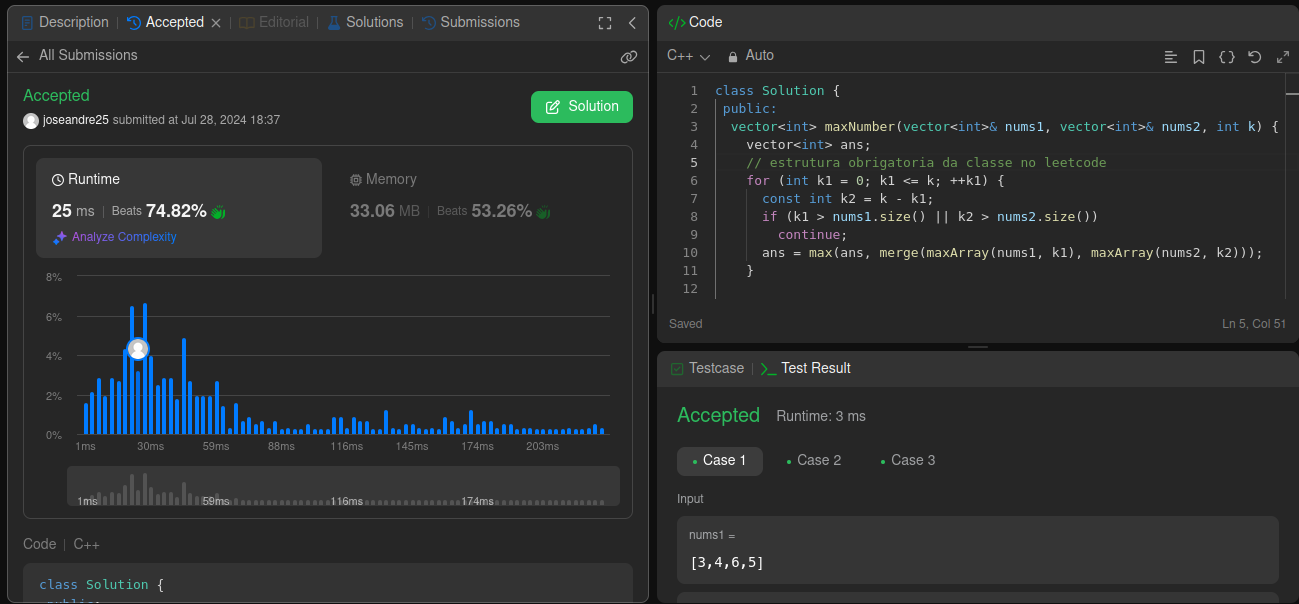 Description | Accepted | Editorial | Solutions | Submissions
All Submissions
Accepted
joseandre25 submitted at Jul 28, 2024 18:37
Solution
Runtime
25 ms | Beats 74.82%
Analyze Complexity
Memory
33.06 MB | Beats 53.26%
8%
6%
4%
2%
0%
1ms 30ms 59ms 88ms 116ms 145ms 174ms 203ms
1ms 59ms 116ms 174ms
Code | C++
class Solution {
public:
</> Code
C++ Auto
1 class Solution {
2 public:
3 vector<int> maxNumber(vector<int>& nums1, vector<int>& nums2, int k) {
4 vector<int> ans;
5 // estrutura obrigatoria da classe no leetcode
6 for (int k1 = 0; k1 <= k; ++k1) {
7 const int k2 = k - k1;
8 if (k1 > nums1.size() || k2 > nums2.size())
9 continue;
10 ans = max(ans, merge(maxArray(nums1, k1), maxArray(nums2, k2)));
11 }
12
Saved
Ln 5, Col 51
Testcase | Test Result
Accepted Runtime: 3 ms
Case 1 Case 2 Case 3
Input
nums1 =
[3,4,6,5]